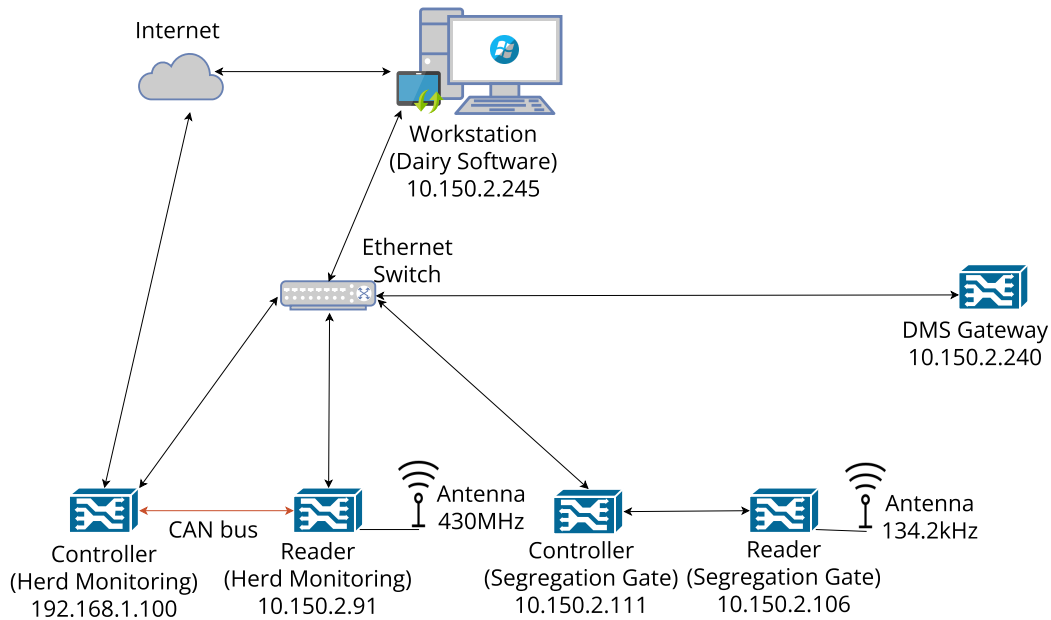 Internet
Workstation
(Dairy Software)
10.150.2.245
Ethernet
Switch
DMS Gateway
10.150.2.240
Antenna
430MHz
Antenna
134.2kHz
CAN bus
Controller
(Herd Monitoring)
192.168.1.100
Reader
(Herd Monitoring)
10.150.2.91
Controller
(Segregation Gate)
10.150.2.111
Reader
(Segregation Gate)
10.150.2.106